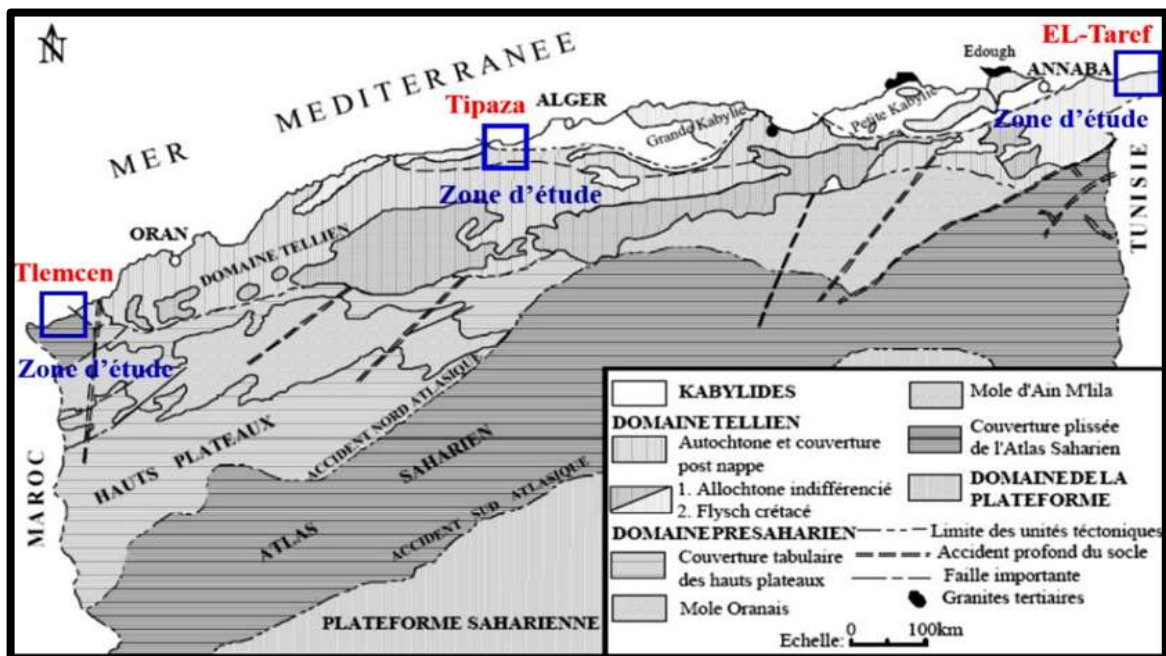 N
MER MEDITERRANEE
EL-Taref
Edough
ANNABA
Tipaza
ALGER
Grande Kabylie
Petite Kabylie
Zone d'étude
Zone d'étude
TUNISIE
ORAN
DOMAINE TELLIEN
Tlemcen
Zone d'étude
MAROC
HAUTS PLATEAUX
ACCIDENT NORD ATLASIQUE
ATLAS SAHARIEN
ACCIDENT SUD ATLASIQUE
PLATEFORME SAHARIENNE
KABYLIDES
DOMAINE TELLIEN
Autochtone et couverture
post nappe
1. Allochtone indifférencié
2. Flysch crétacé
DOMAINE PRESAHARIEN
Couverture tabulaire
des hauts plateaux
Mole Oranais
Mole d'Ain M'lila
Couverture plissée
de l'Atlas Saharien
DOMAINE DE LA
PLATEFORME
Limite des unités téctoniques
Accident profond du socle
Faille importante
Granites tertiaires
Echelle: 0 100km